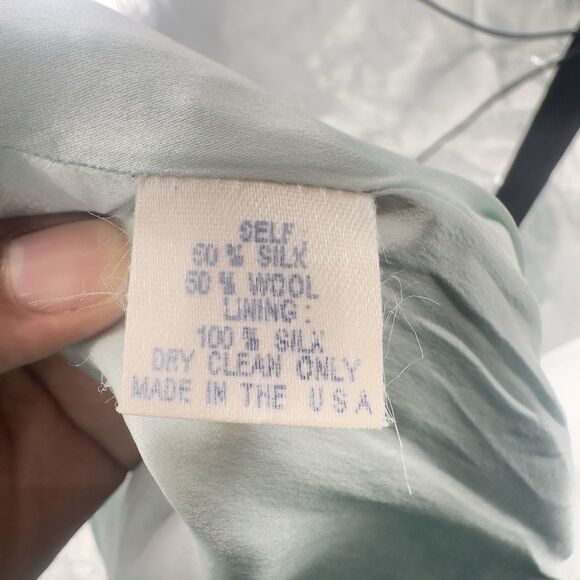 SELF
50 % SILK
50 % WOOL
LINING :
100 % SILK
DRY CLEAN ONLY
MADE IN THE U S A